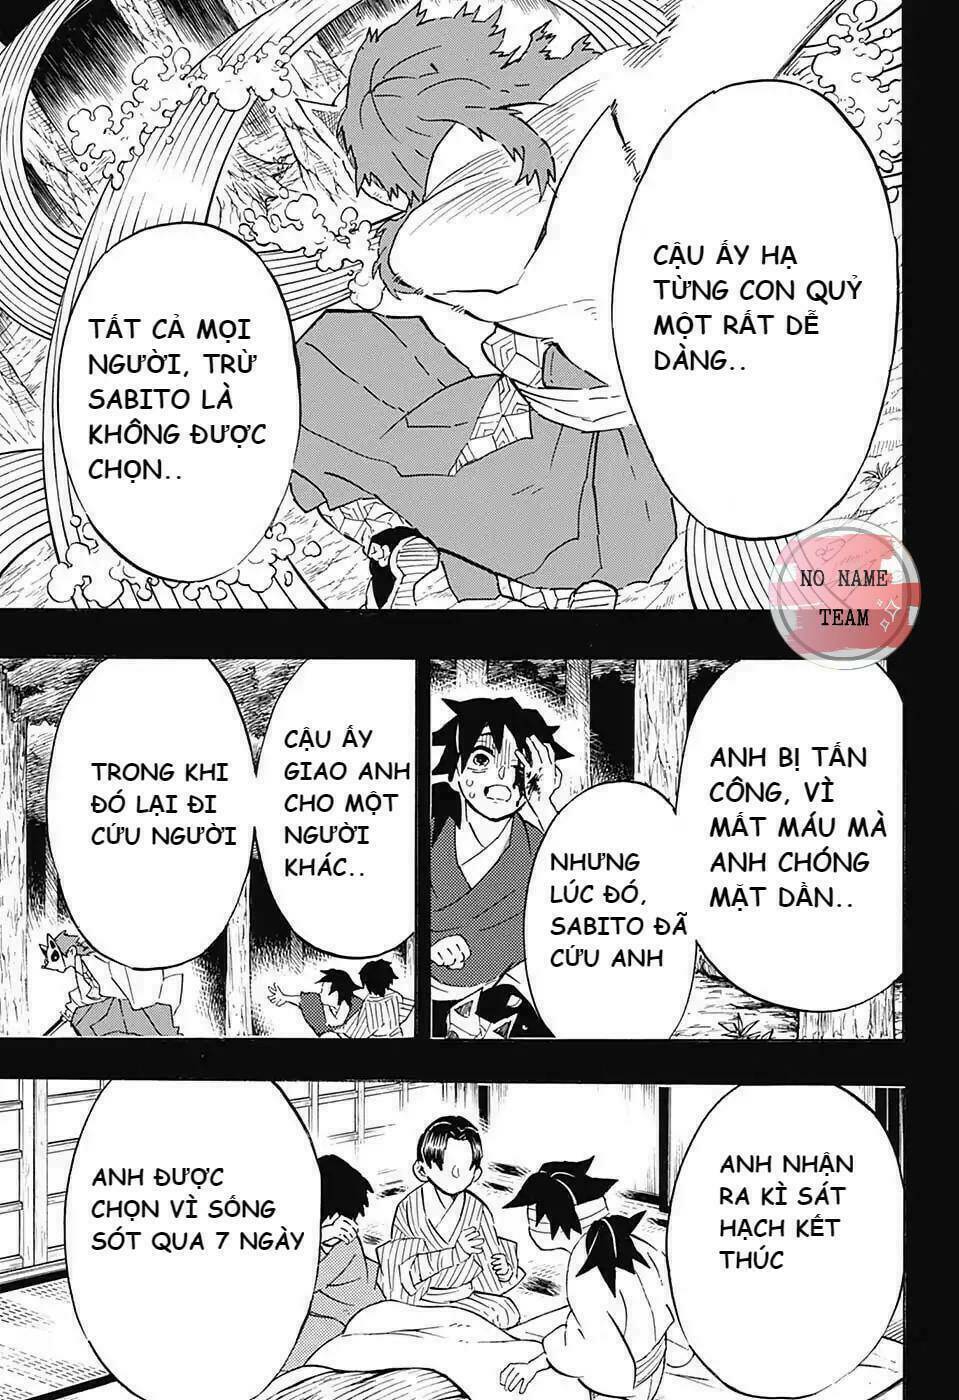 CẬU ẤY HẠ
TỪNG CON QUỶ
MỘT RẤT DỄ
DÀNG..
TẤT CẢ MỌI
NGƯỜI, TRỪ
SABITO LÀ
KHÔNG ĐƯỢC
CHỌN..
NO NAME
TEAM
ANH BỊ TẤN
CÔNG, VÌ
MẤT MÁU MÀ
ANH CHÓNG
MẶT DẦN..
NHƯNG
LÚC ĐÓ,
SABITO ĐÃ
CỨU ANH
CẬU ẤY
GIAO ANH
CHO MỘT
NGƯỜI
KHÁC..
TRONG KHI
ĐÓ LẠI ĐI
CỨU NGƯỜI
ANH NHẬN
RA KÌ SÁT
HẠCH KẾT
THÚC
ANH ĐƯỢC
CHỌN VÌ SỐNG
SÓT QUA 7 NGÀY